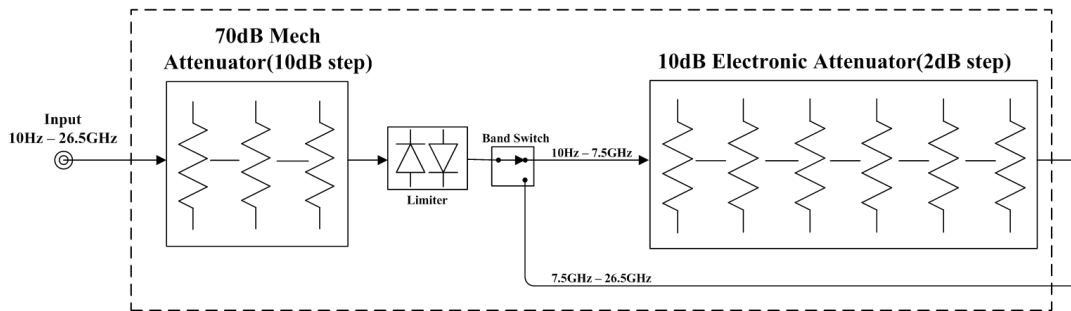 70dB Mech
Attenuator(10dB step)
10dB Electronic Attenuator(2dB step)
Input
10Hz – 26.5GHz
Band Switch
10Hz – 7.5GHz
Limiter
7.5GHz – 26.5GHz